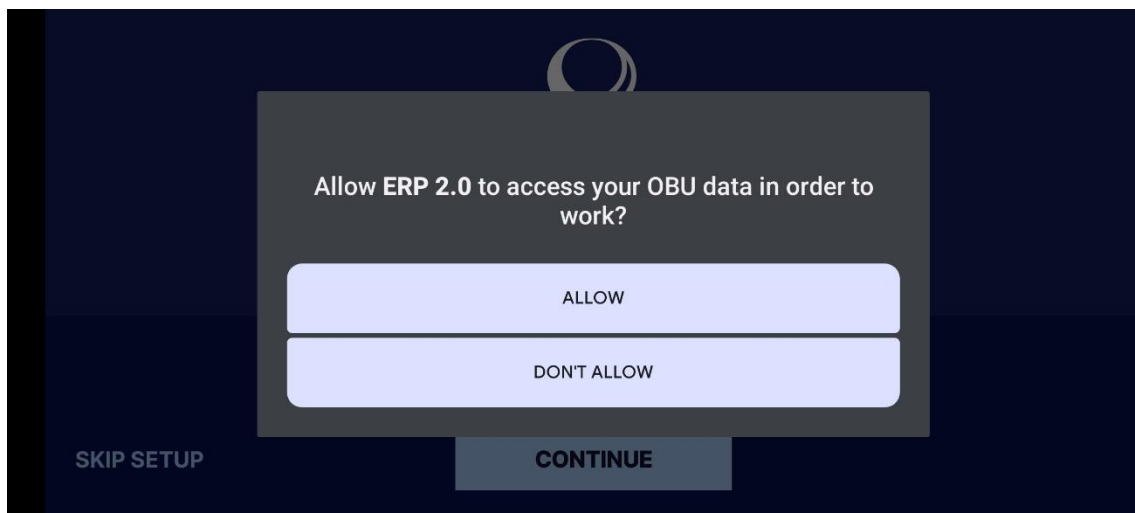 Allow ERP 2.0 to access your OBU data in order to
work?
ALLOW
DON'T ALLOW
SKIP SETUP
CONTINUE